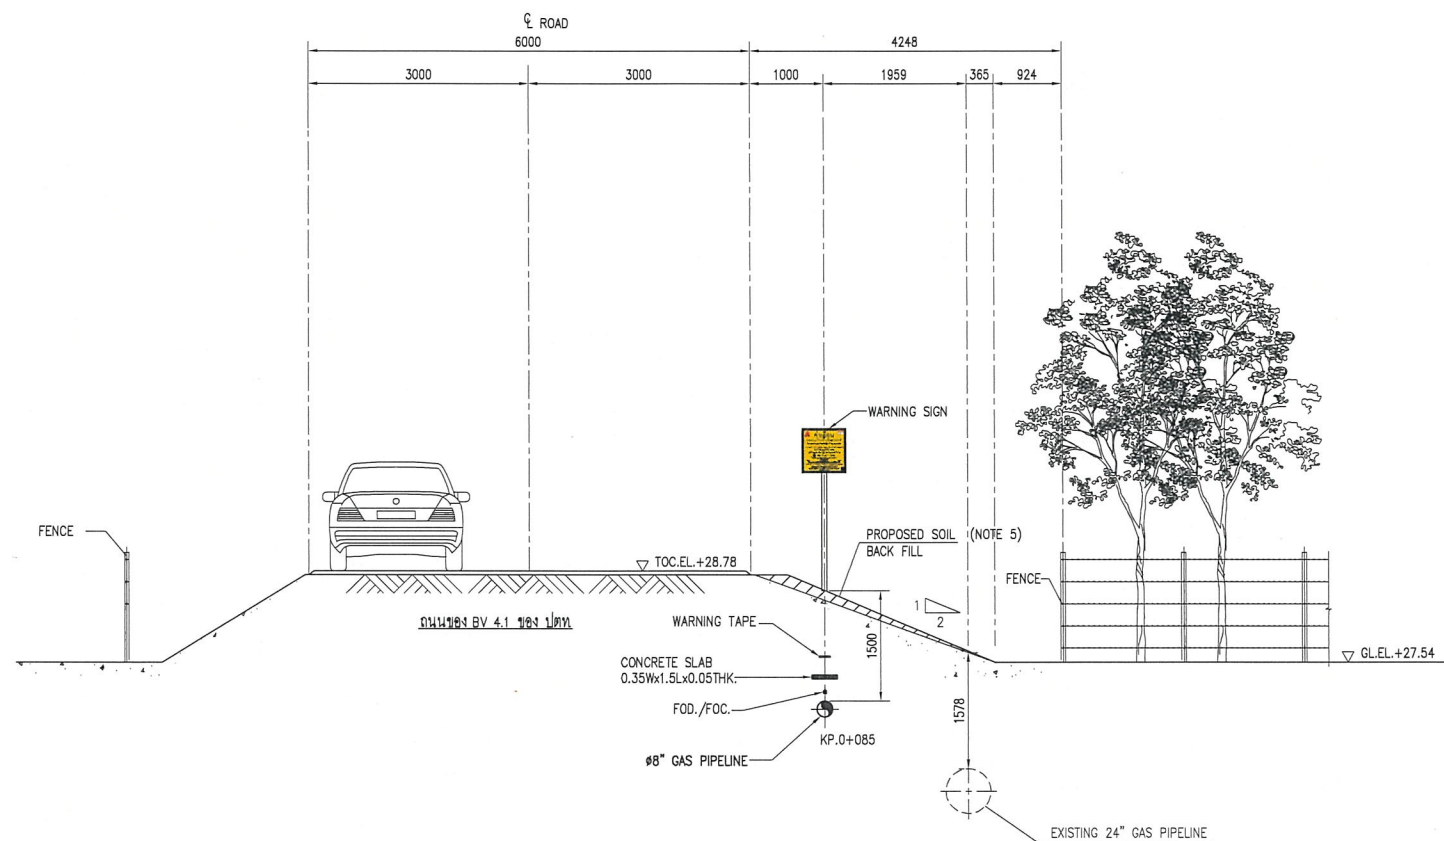 ℄ ROAD
6000
4248
3000
3000
1000
1959
365
924
WARNING SIGN
FENCE
PROPOSED SOIL (NOTE 5)
BACK FILL
TOC.EL.+28.78
FENCE
1
2
ถนนของ BV 4.1 ของ ปตท
WARNING TAPE
1500
GL.EL.+27.54
CONCRETE SLAB
0.35Wx1.5Lx0.05THK.
FOD./FOC.
1578
KP.0+085
ø8" GAS PIPELINE
EXISTING 24" GAS PIPELINE